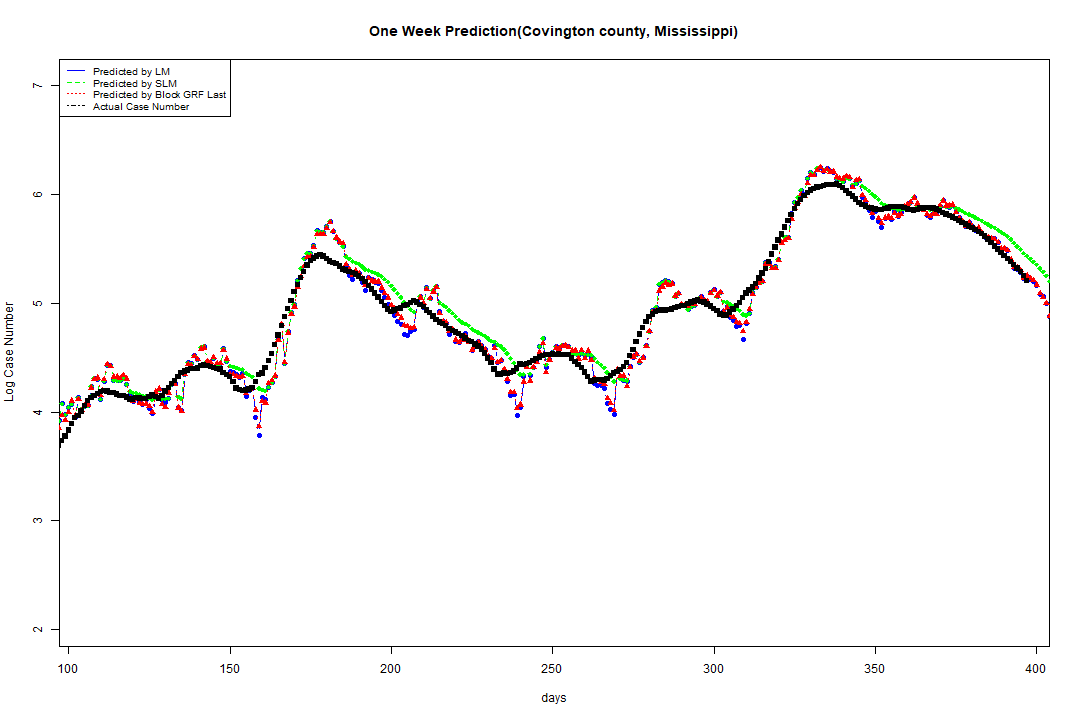 One Week Prediction(Covington county, Mississippi)
Predicted by LM
Predicted by SLM
Predicted by Block GRF Last
Actual Case Number
Log Case Number
7
6
5
4
3
2
100 150 200 250 300 350 400
days